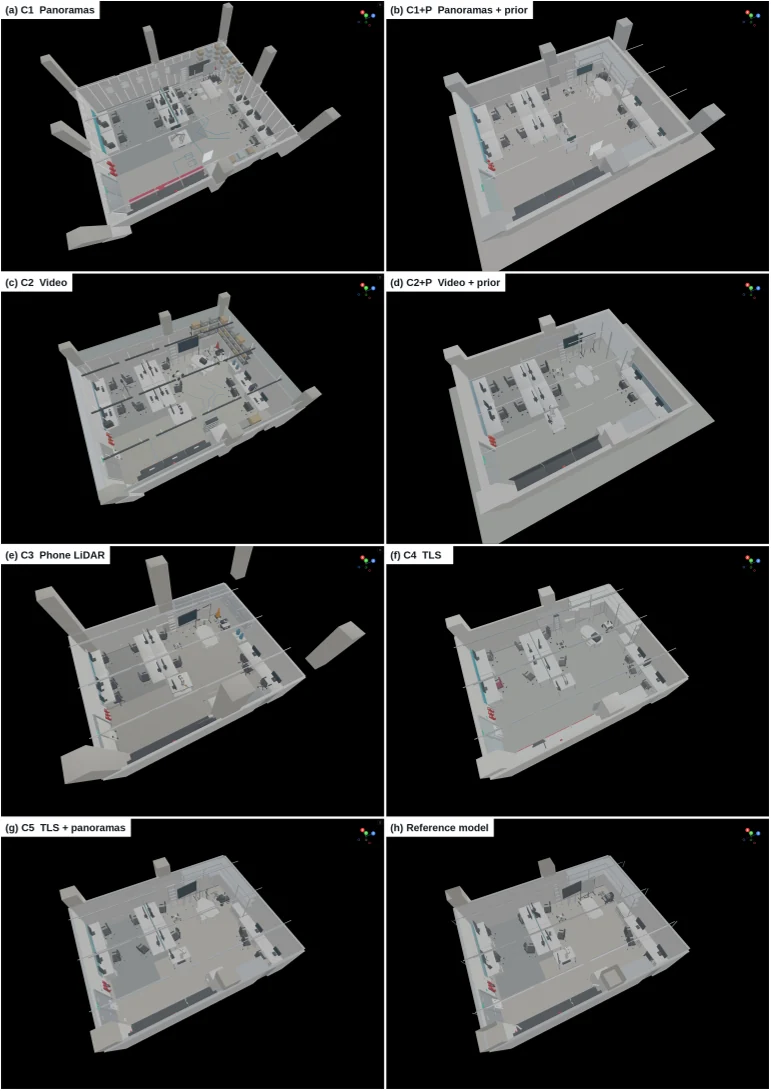 (a) C1 Panoramas
(b) C1+P Panoramas + prior
(c) C2 Video
(d) C2+P Video + prior
(e) C3 Phone LiDAR
(f) C4 TLS
(g) C5 TLS + panoramas
(h) Reference model